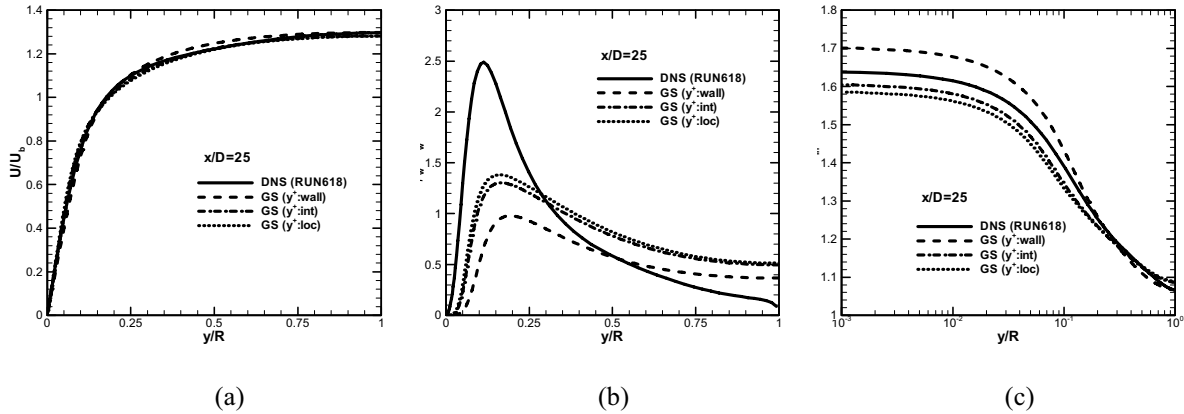 1.4
1.2
1
0.8
0.6
0.4
0.2
0
U/U_b
0 0.25 0.5 0.75 1
y/R
x/D=25
DNS (RUN618)
GS (y+:wall)
GS (y+:int)
GS (y+:loc)
(a)
3
2.5
2
1.5
1
0.5
0
0 0.25 0.5 0.75 1
y/R
x/D=25
DNS (RUN618)
GS (y+:wall)
GS (y+:int)
GS (y+:loc)
(b)
1.8
1.7
1.6
1.5
1.4
1.3
1.2
1.1
1
10^-3 10^-2 10^-1 10^0
y/R
x/D=25
DNS (RUN618)
GS (y+:wall)
GS (y+:int)
GS (y+:loc)
(c)